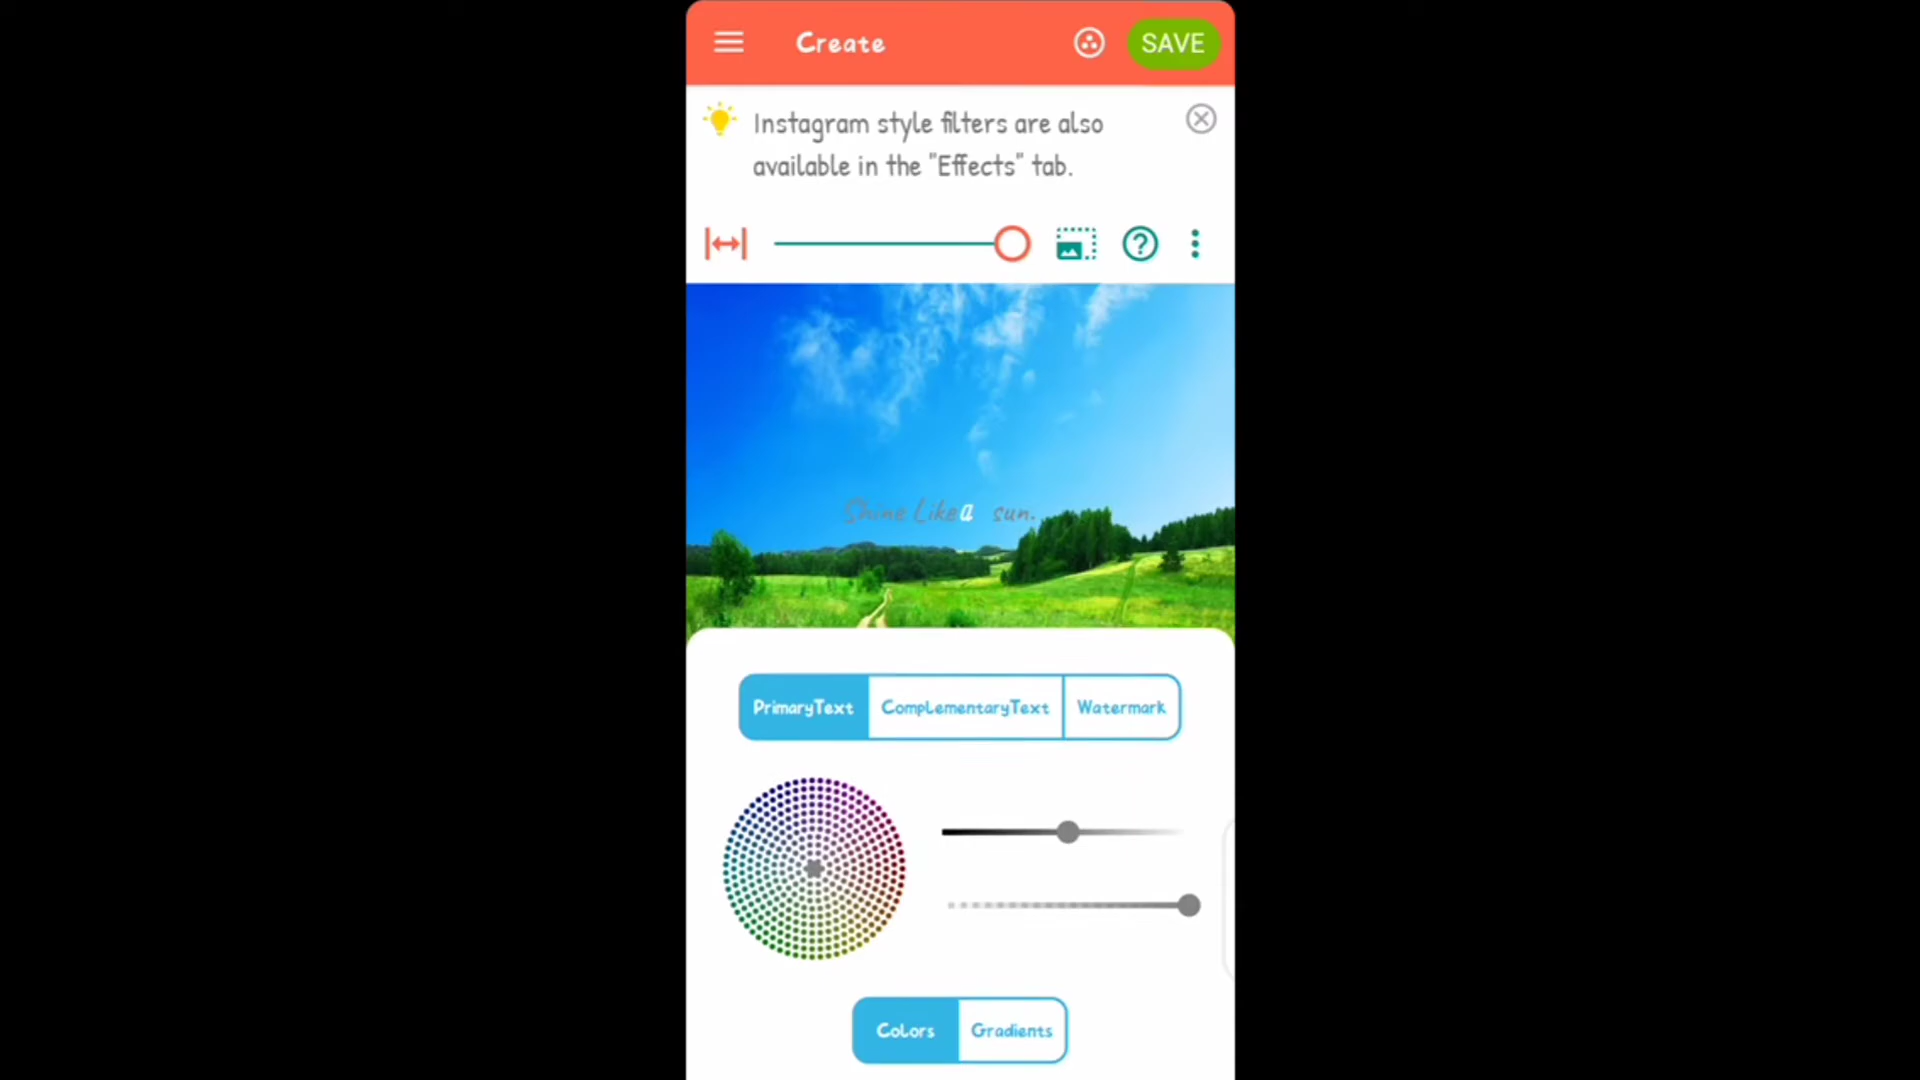 Create
SAVE
Instagram style filters are also
available in the "Effects" tab.
Shine Like a sun.
PrimaryText ComplementaryText Watermark
Colors Gradients